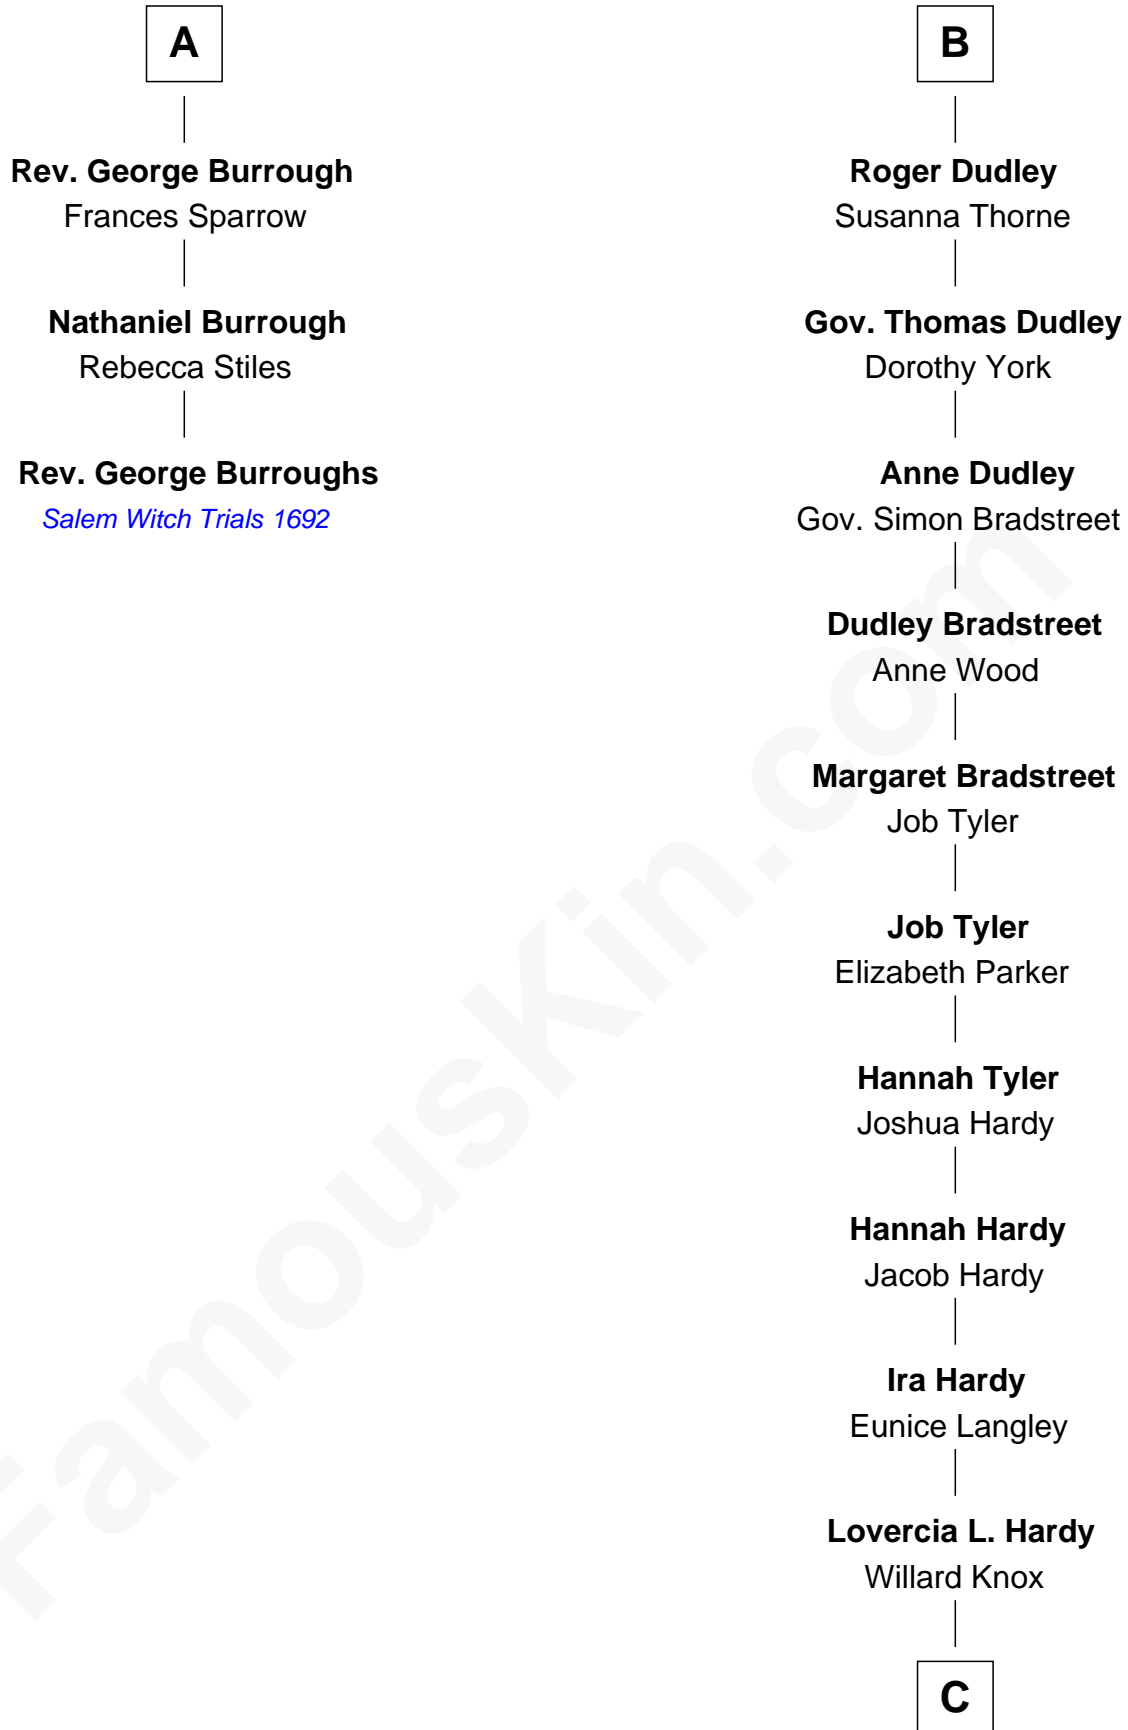 A
Rev. George Burrough
Frances Sparrow
Nathaniel Burrough
Rebecca Stiles
Rev. George Burroughs
Salem Witch Trials 1692
B
Roger Dudley
Susanna Thorne
Gov. Thomas Dudley
Dorothy York
Anne Dudley
Gov. Simon Bradstreet
Dudley Bradstreet
Anne Wood
Margaret Bradstreet
Job Tyler
Job Tyler
Elizabeth Parker
Hannah Tyler
Joshua Hardy
Hannah Hardy
Jacob Hardy
Ira Hardy
Eunice Langley
Lovercia L. Hardy
Willard Knox
C
FamousKin.com